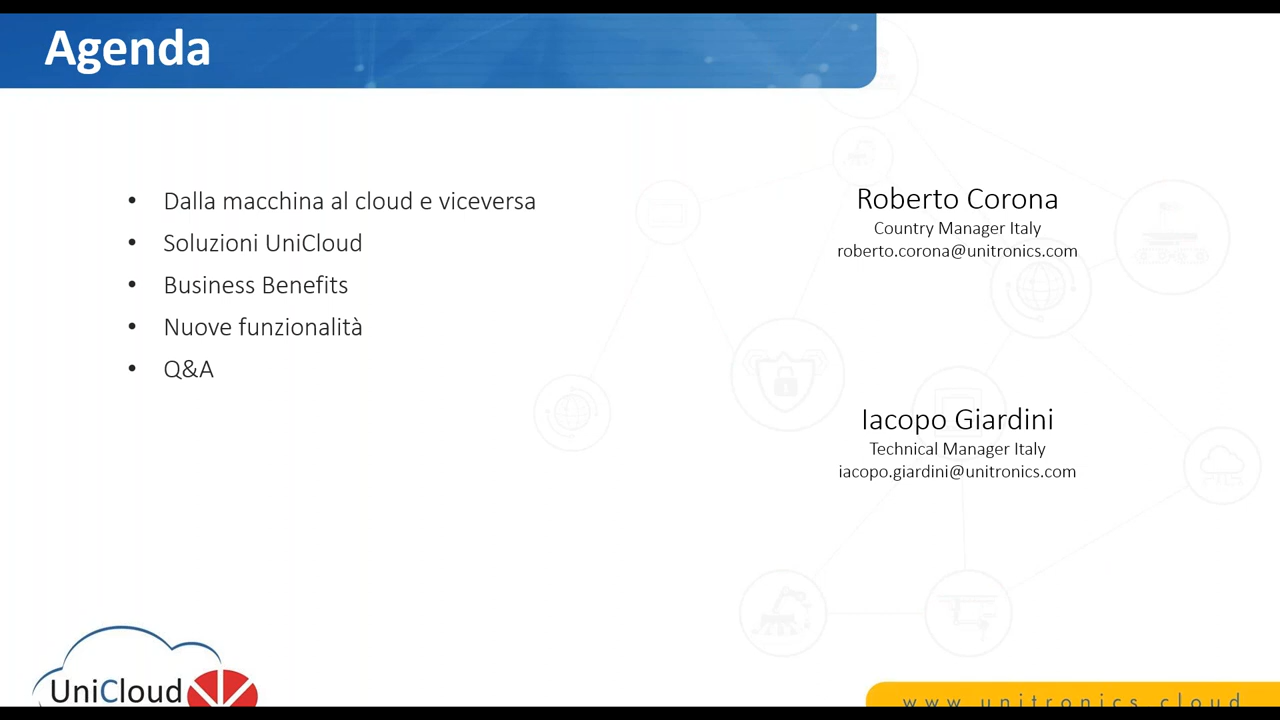 Agenda
• Dalla macchina al cloud e viceversa
• Soluzioni UniCloud
• Business Benefits
• Nuove funzionalità
• Q&A
Roberto Corona
Country Manager Italy
roberto.corona@unitronics.com
Iacopo Giardini
Technical Manager Italy
iacopo.giardini@unitronics.com
UniCloud
www.unitronics.cloud